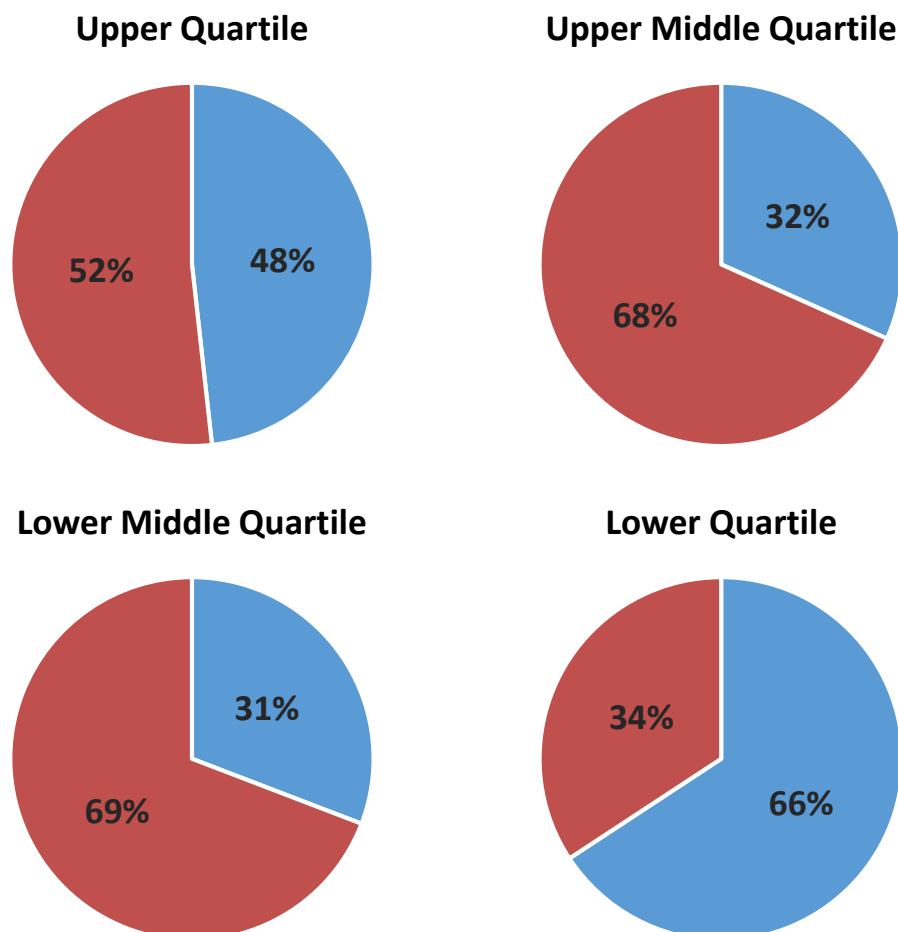 Upper Quartile
Upper Middle Quartile
52%
48%
32%
68%
Lower Middle Quartile
Lower Quartile
31%
69%
34%
66%